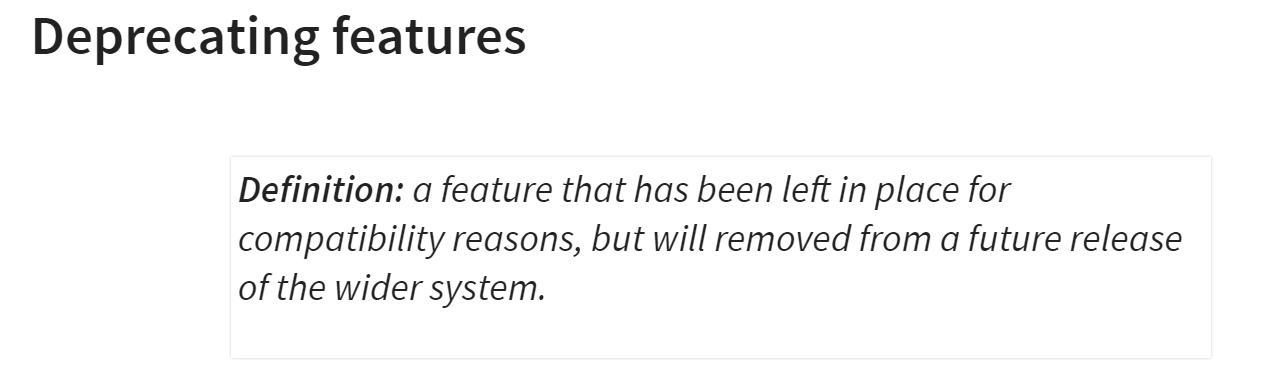 Deprecating features
Definition: a feature that has been left in place for
compatibility reasons, but will removed from a future release
of the wider system.